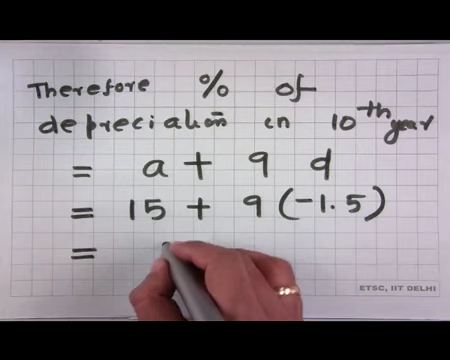 Therefore % of
depreciation in 10th year
= a + 9 d
= 15 + 9 (-1.5)
=
ETSC, IIT DELHI